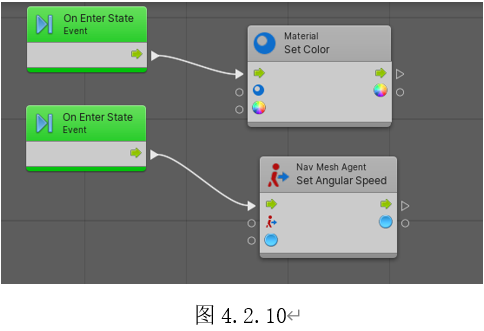 On Enter State
Event
Material
Set Color
On Enter State
Event
Nav Mesh Agent
Set Angular Speed
图 4.2.10↵